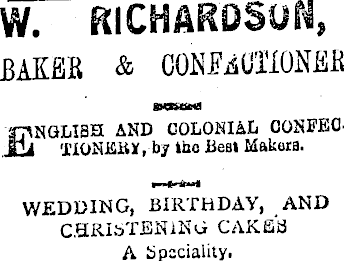 W. RICHARDSON,
BAKER & CONFECTIONER
ENGLISH AND COLONIAL CONFEC-
TIONERY, by the Best Makers.
WEDDING, BIRTHDAY, AND
CHRISTENING CAKES
A Speciality.